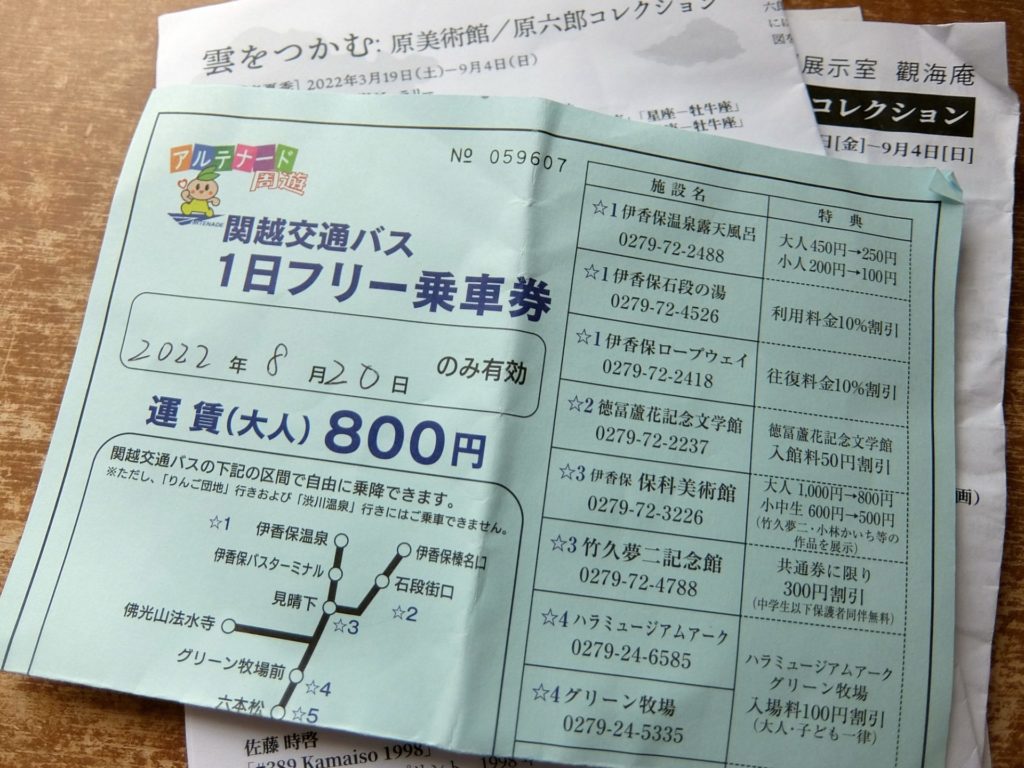 雲をつかむ: 原美術館／原六郎コレクション
2022年3月19日(土)−9月4日(日)
「星座−牡牛座」
座−牡牛座」
展示室 觀海庵
コレクション
日[金]−9月4日[日]
№ 059607
アルテナード
周遊
関越交通バス
1日フリー乗車券
2022年8月20日 のみ有効
運賃(大人) 800円
関越交通バスの下記の区間で自由に乗降できます。
※ただし、「りんご団地」行きおよび「渋川温泉」行きにはご乗車できません。
☆1 伊香保温泉
伊香保榛名口
伊香保バスターミナル
石段街口
見晴下
☆2
☆3
佛光山法水寺
グリーン牧場前
☆4
六本松
☆5
施設名 特典
☆1 伊香保温泉露天風呂
0279-72-2488
大人450円→250円
小人200円→100円
☆1 伊香保石段の湯
0279-72-4526
利用料金10%割引
☆1 伊香保ロープウェイ
0279-72-2418
往復料金10%割引
☆2 徳冨蘆花記念文学館
0279-72-2237
徳冨蘆花記念文学館
入館料50円割引
☆3 伊香保 保科美術館
0279-72-3226
大人 1,000円→800円
小中生 600円→500円
(竹久夢二・小林かいち等の
作品を展示)
☆3 竹久夢二記念館
0279-72-4788
共通券に限り
300円割引
(中学生以下保護者同伴無料)
☆4 ハラミュージアムアーク
0279-24-6585
☆4 グリーン牧場
0279-24-5335
ハラミュージアムアーク
グリーン牧場
入場料100円割引
(大人・子ども一律)
画)
佐藤 時啓
「#389 Kamaiso 1998」